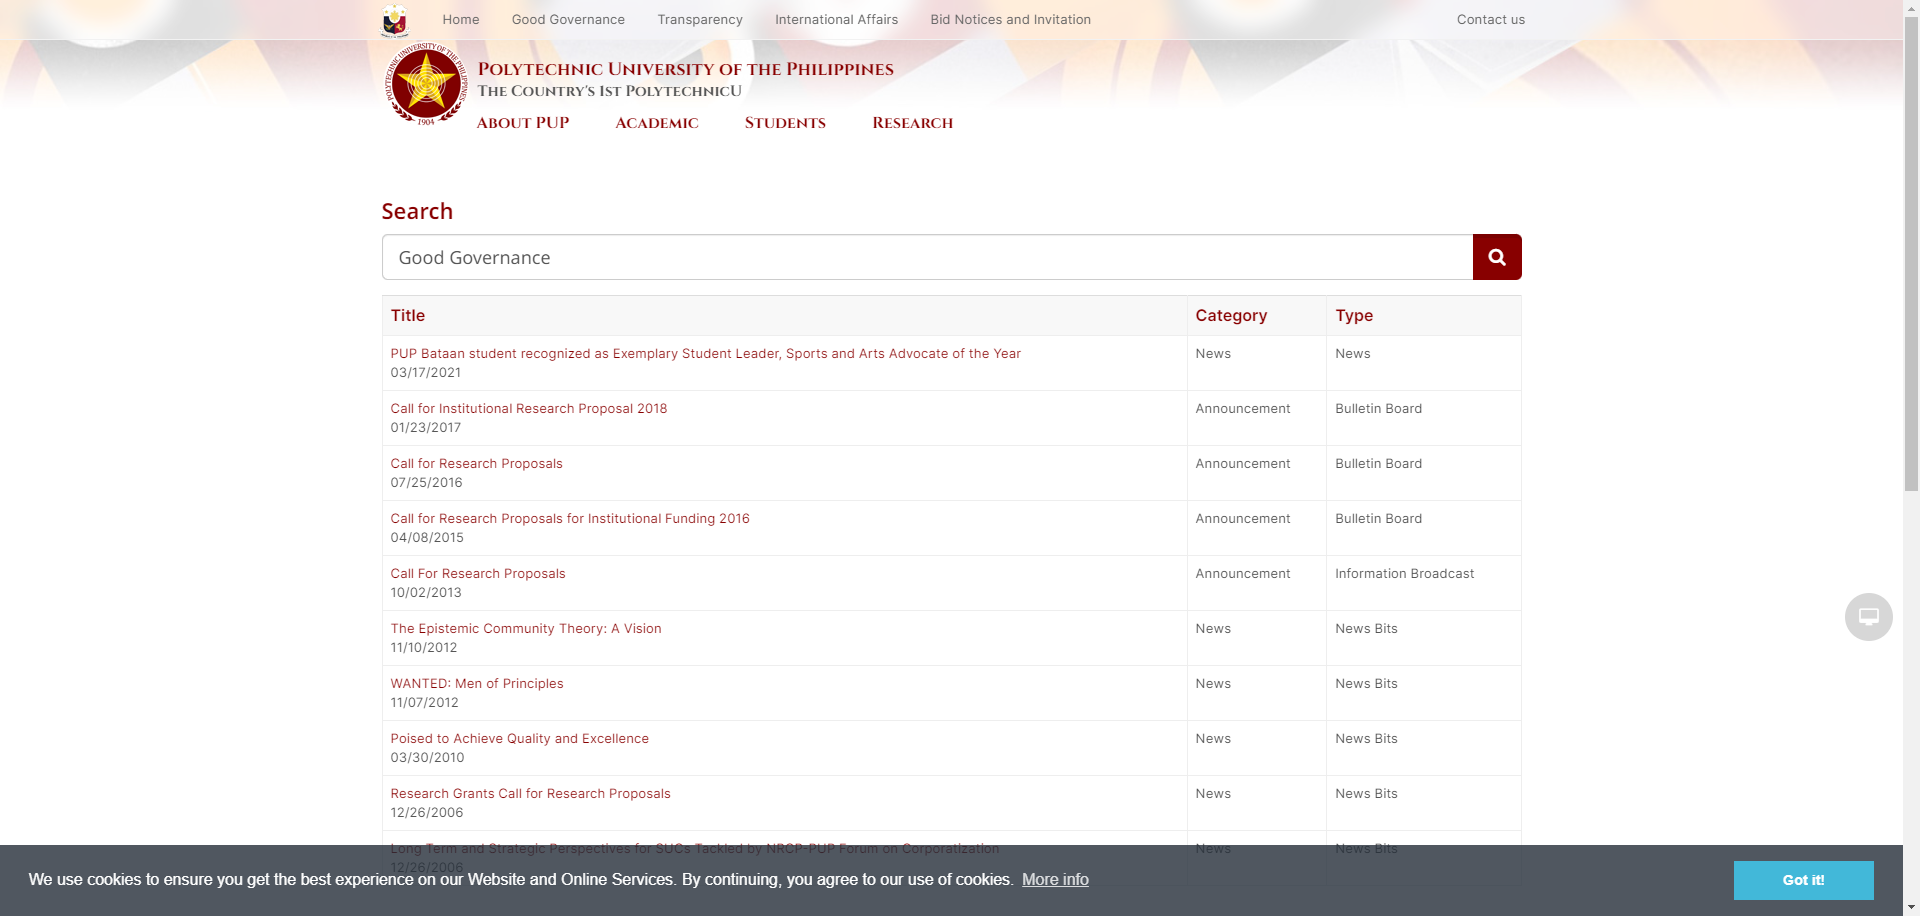 Home Good Governance Transparency International Affairs Bid Notices and Invitation Contact us
POLYTECHNIC UNIVERSITY OF THE PHILIPPINES
1904
Polytechnic University of the Philippines
The Country's 1st PolytechnicU
About PUP Academic Students Research
Search
Good Governance
Title Category Type
PUP Bataan student recognized as Exemplary Student Leader, Sports and Arts Advocate of the Year News News
03/17/2021
Call for Institutional Research Proposal 2018 Announcement Bulletin Board
01/23/2017
Call for Research Proposals Announcement Bulletin Board
07/25/2016
Call for Research Proposals for Institutional Funding 2016 Announcement Bulletin Board
04/08/2015
Call For Research Proposals Announcement Information Broadcast
10/02/2013
The Epistemic Community Theory: A Vision News News Bits
11/10/2012
WANTED: Men of Principles News News Bits
11/07/2012
Poised to Achieve Quality and Excellence News News Bits
03/30/2010
Research Grants Call for Research Proposals News News Bits
12/26/2006
Long Term and Strategic Perspectives for SUCs Tackled by NRCP-PUP Forum on Corporatization News News Bits
12/26/2006
We use cookies to ensure you get the best experience on our Website and Online Services. By continuing, you agree to our use of cookies. More info Got it!